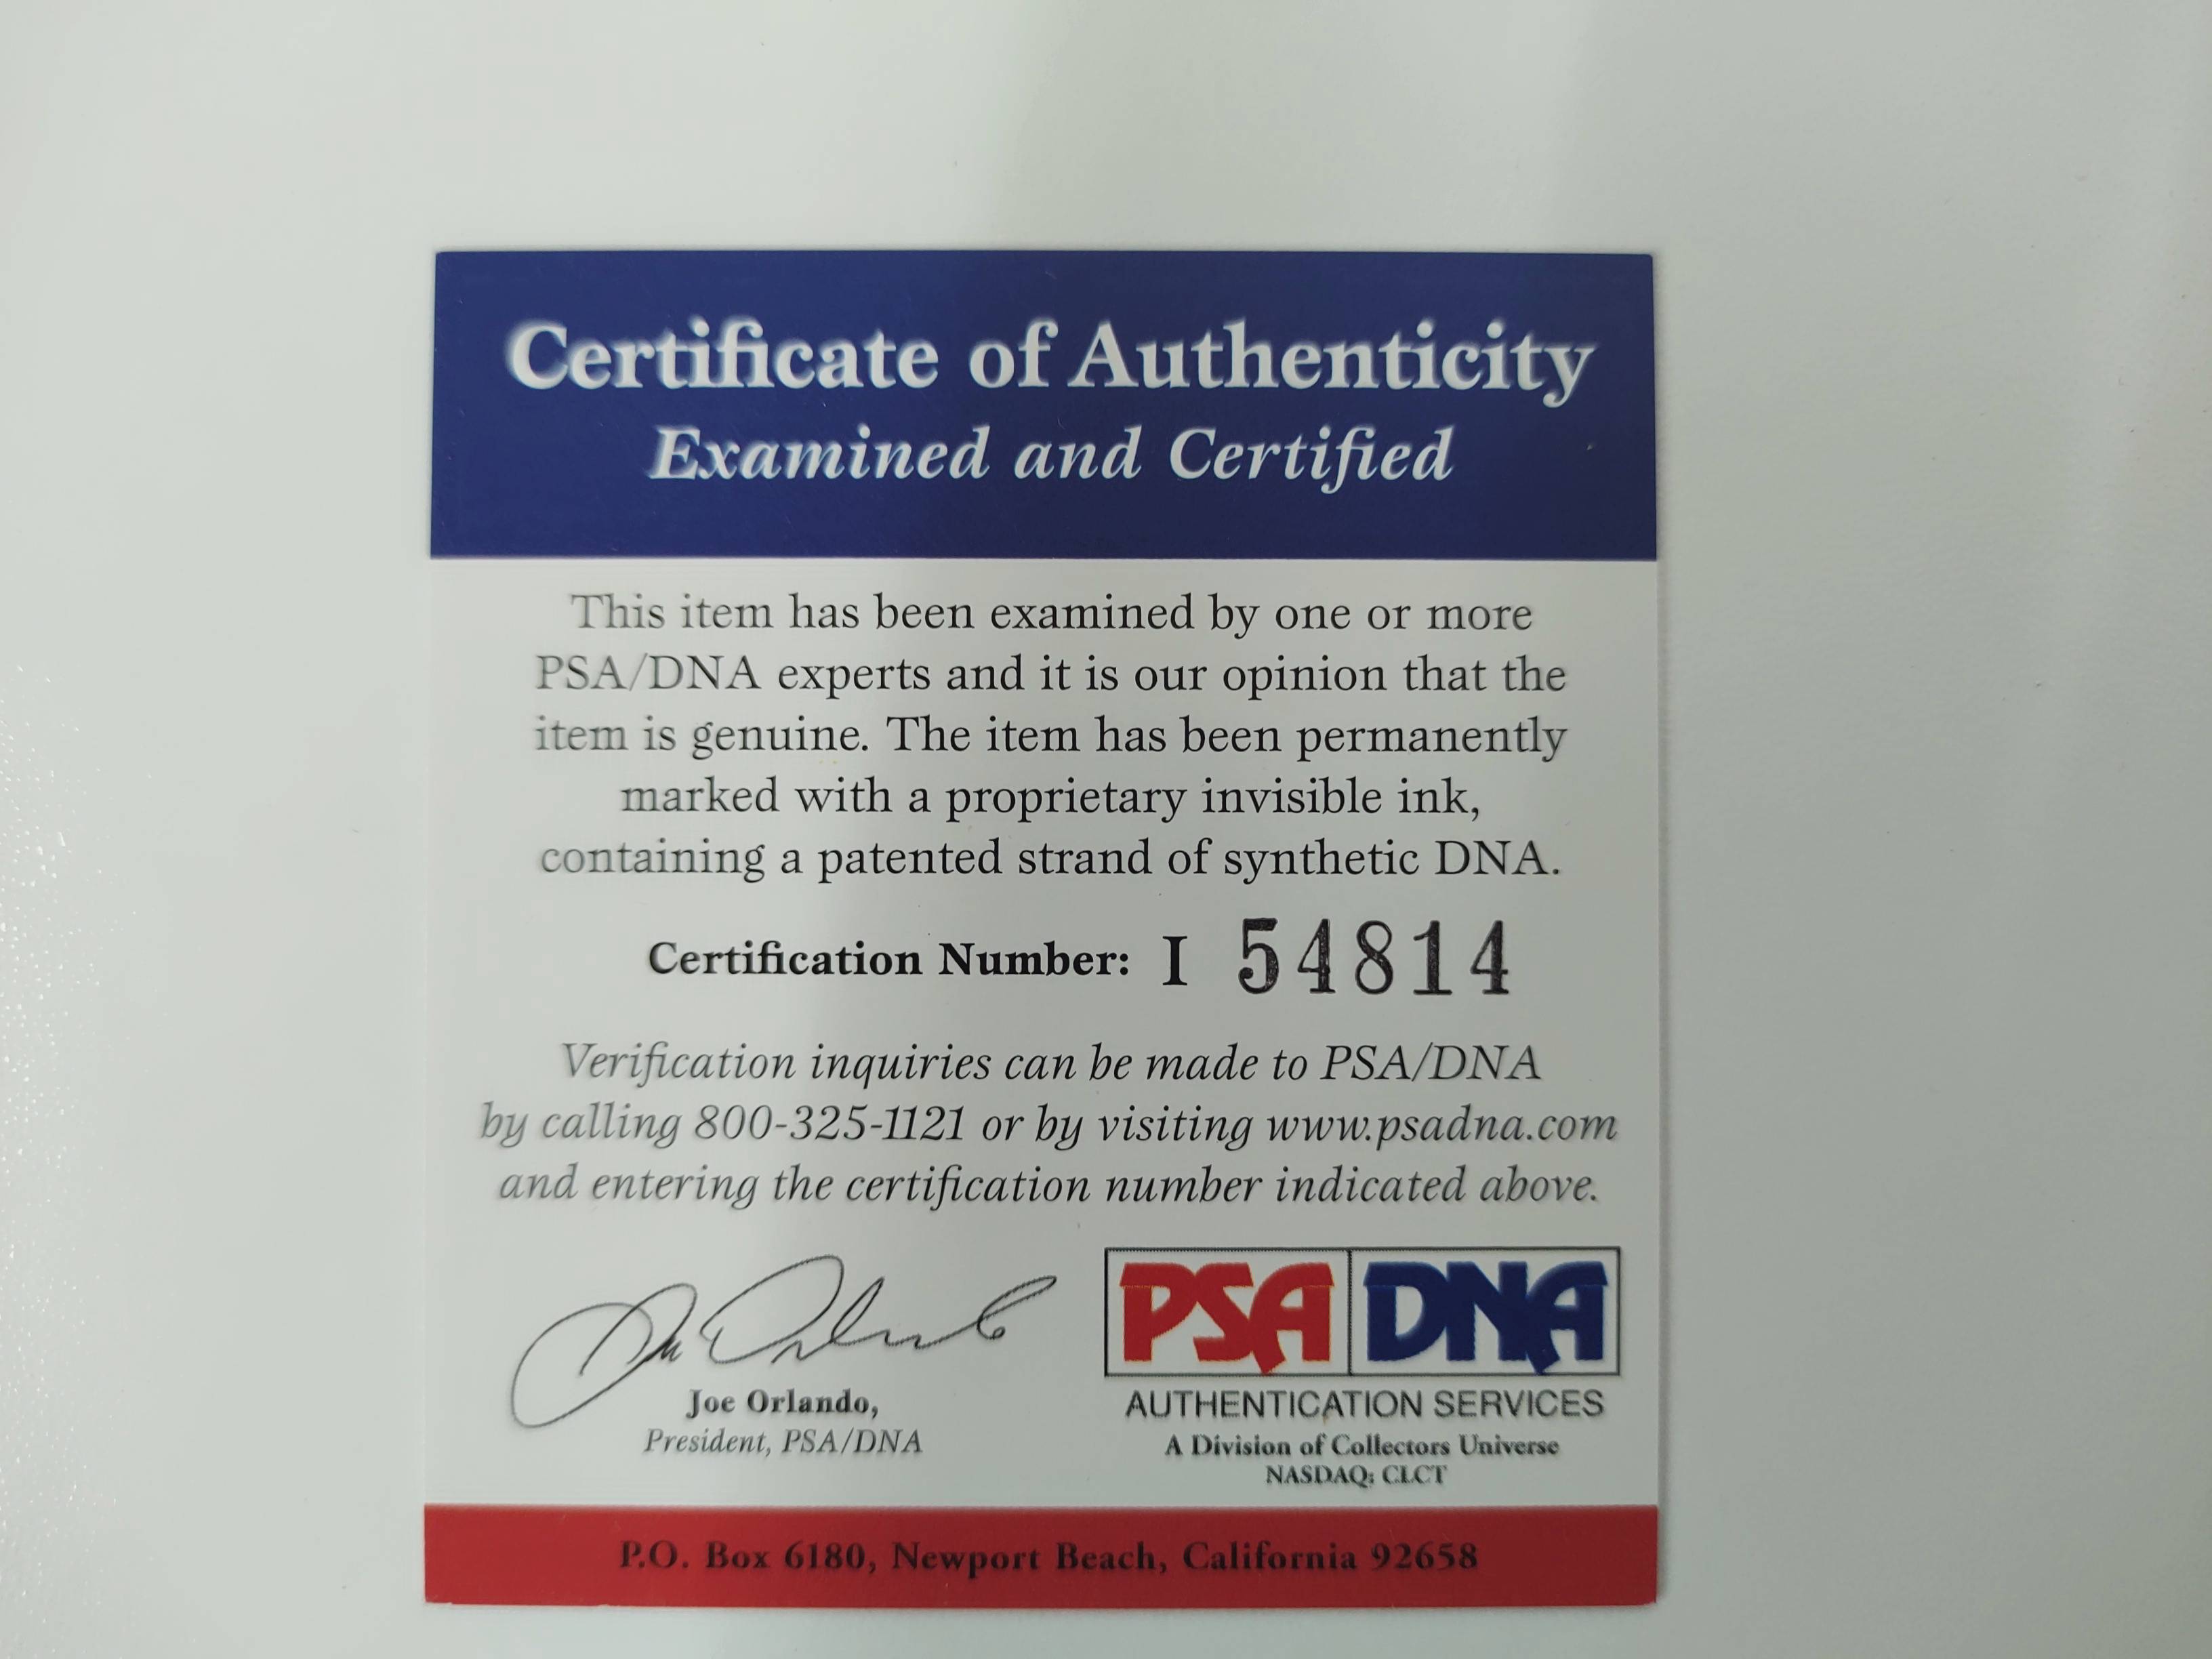 Certificate of Authenticity
Examined and Certified
This item has been examined by one or more
PSA/DNA experts and it is our opinion that the
item is genuine. The item has been permanently
marked with a proprietary invisible ink,
containing a patented strand of synthetic DNA.
Certification Number: I 54814
Verification inquiries can be made to PSA/DNA
by calling 800-325-1121 or by visiting www.psadna.com
and entering the certification number indicated above.
Joe Orlando,
President, PSA/DNA
PSA DNA
AUTHENTICATION SERVICES
A Division of Collectors Universe
NASDAQ: CLCT
P.O. Box 6180, Newport Beach, California 92658